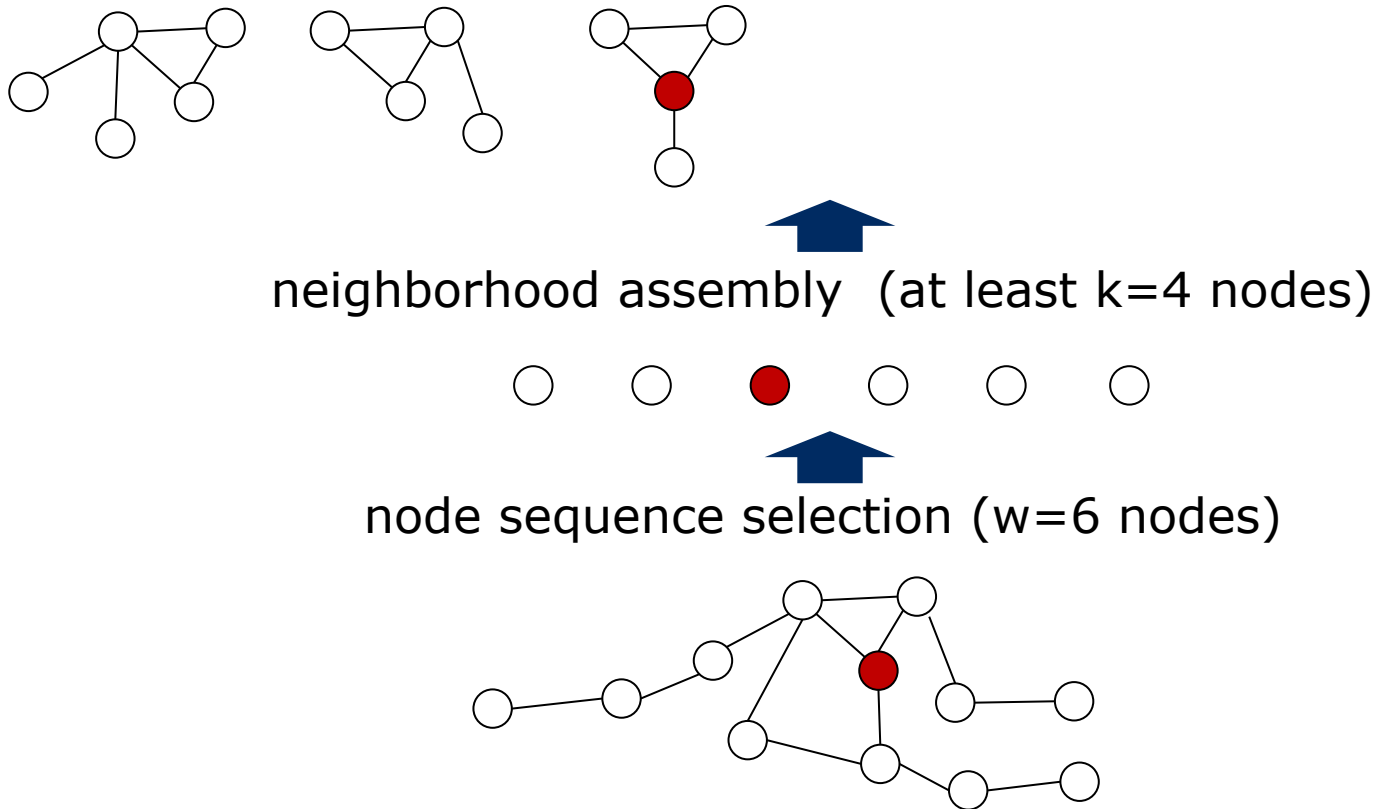 neighborhood assembly (at least k=4 nodes)
node sequence selection (w=6 nodes)